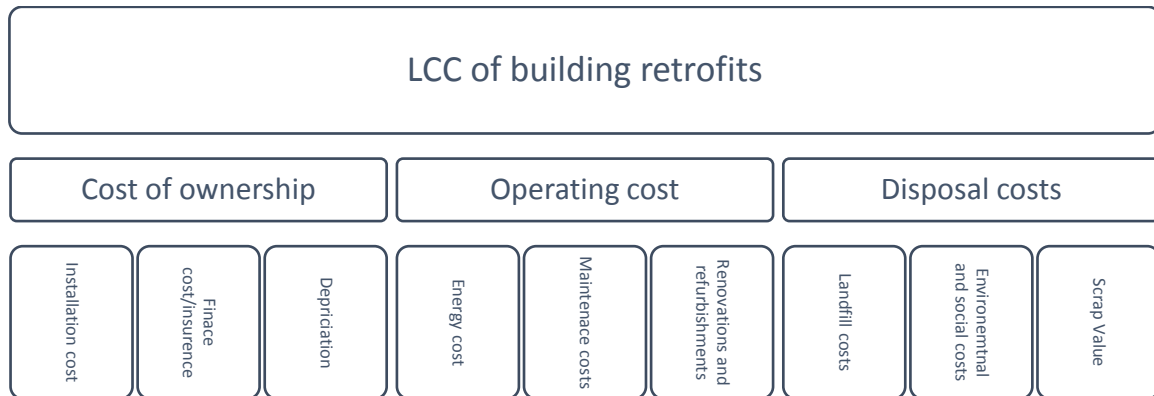 LCC of building retrofits
Cost of ownership
Operating cost
Disposal costs
Installation cost
Finace
cost/insurence
Depriciation
Energy cost
Maintenace costs
Renovations and
refurbishments
Landfill costs
Environemtnal
and social costs
Scrap Value